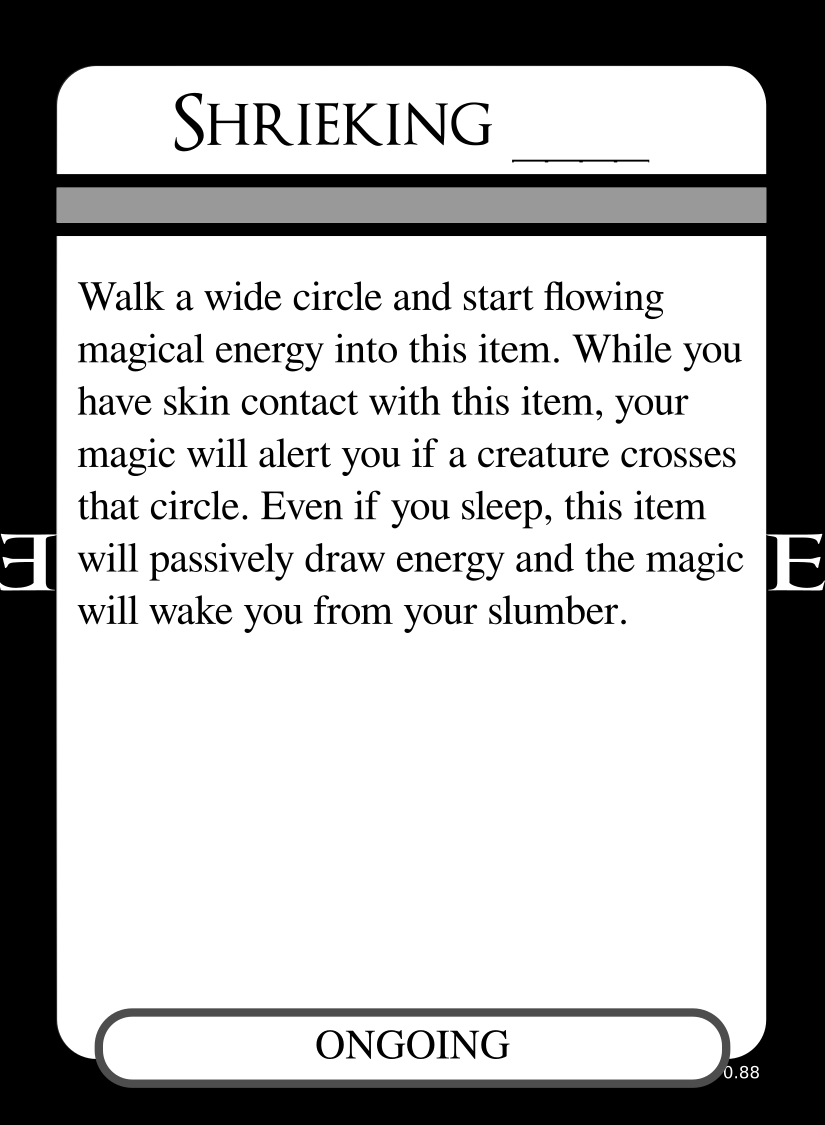 Shrieking ____
Walk a wide circle and start flowing
magical energy into this item. While you
have skin contact with this item, your
magic will alert you if a creature crosses
that circle. Even if you sleep, this item
will passively draw energy and the magic
will wake you from your slumber.
E
E
ONGOING
0.88